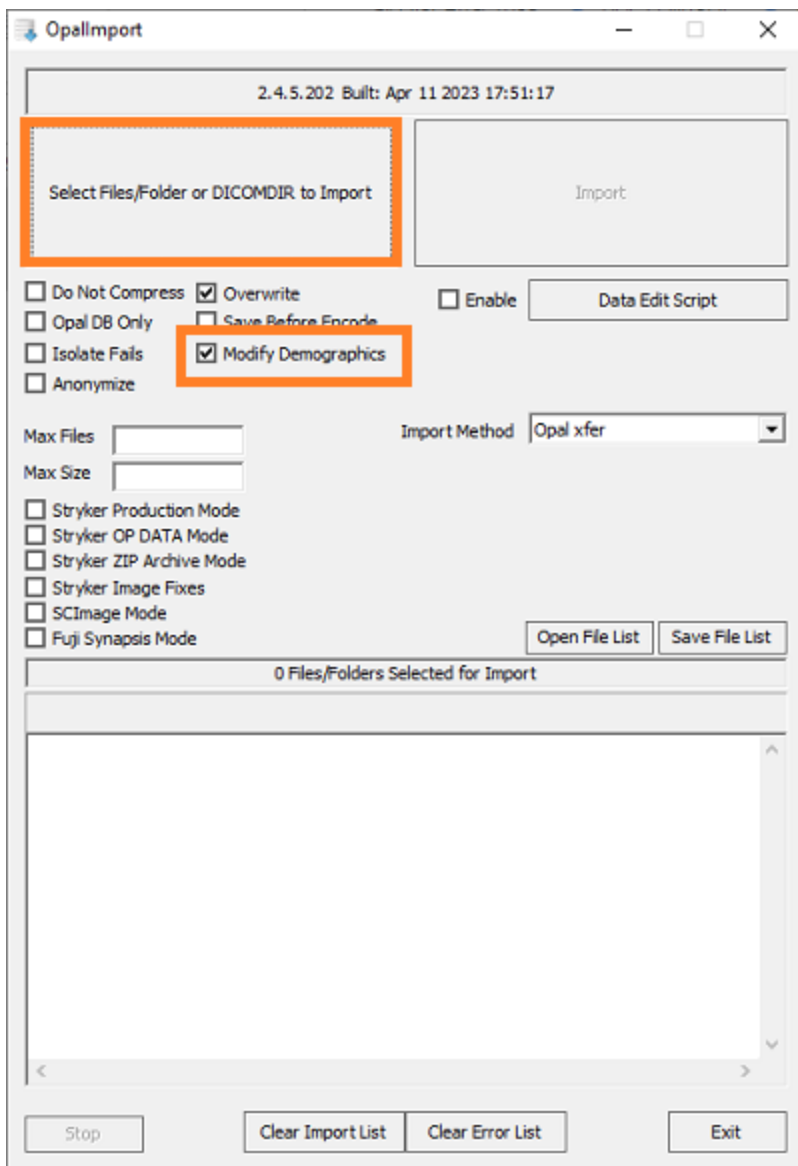 OpalImport
2.4.5.202 Built: Apr 11 2023 17:51:17
Select Files/Folder or DICOMDIR to Import
Import
Do Not Compress
Overwrite
Enable
Data Edit Script
Opal DB Only
Save Before Encode
Isolate Fails
Modify Demographics
Anonymize
Max Files
Import Method
Opal xfer
Max Size
Stryker Production Mode
Stryker OP DATA Mode
Stryker ZIP Archive Mode
Stryker Image Fixes
SCImage Mode
Fuji Synapsis Mode
Open File List
Save File List
0 Files/Folders Selected for Import
Stop
Clear Import List
Clear Error List
Exit